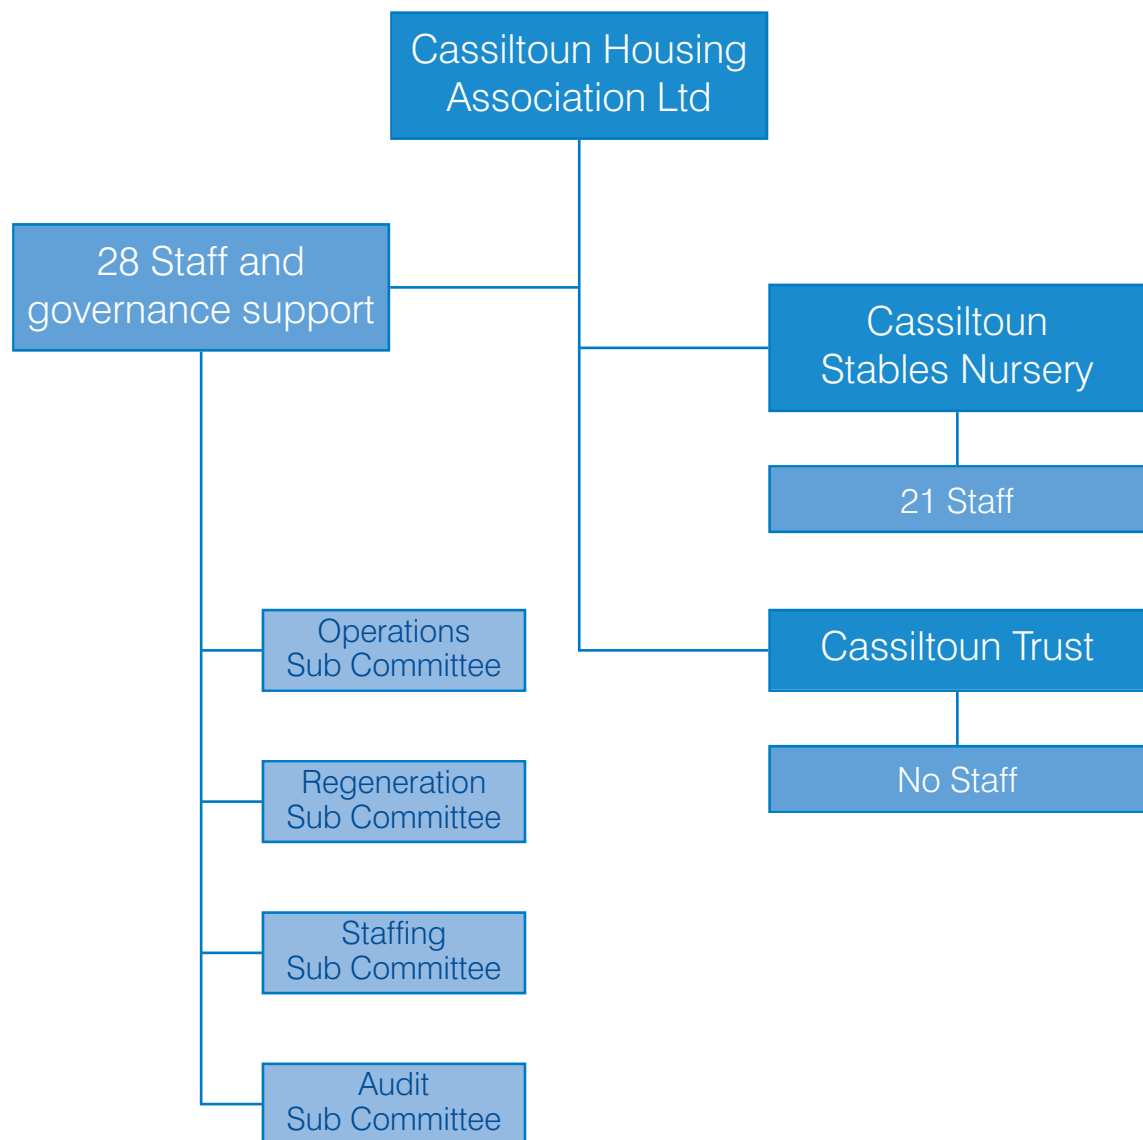 Cassiltoun Housing
Association Ltd
28 Staff and
governance support
Cassiltoun
Stables Nursery
21 Staff
Operations
Sub Committee
Cassiltoun Trust
Regeneration
Sub Committee
No Staff
Staffing
Sub Committee
Audit
Sub Committee